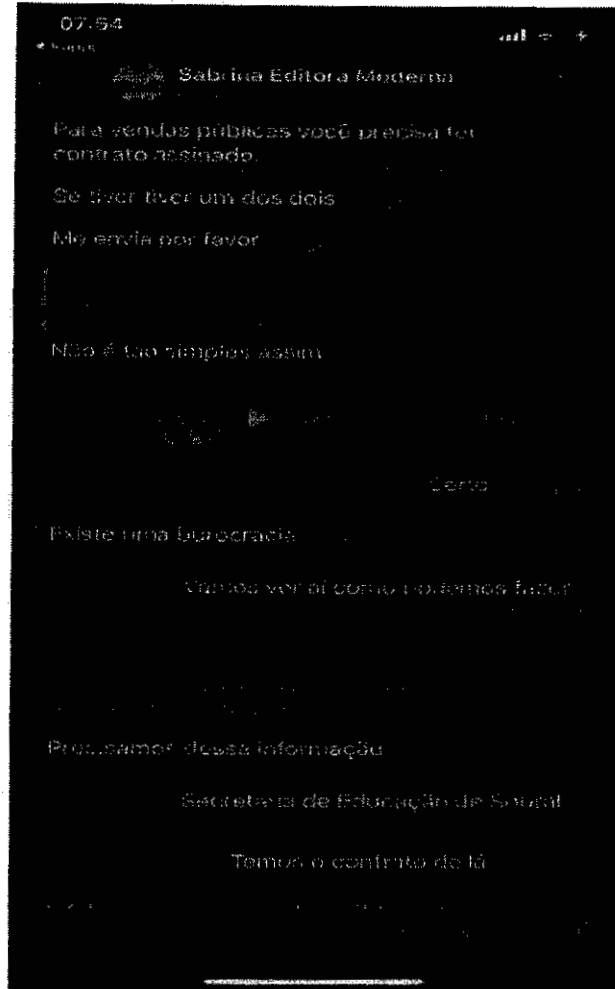 07:54
Sabrina Editora Moderna
Para vendas públicas você precisa ter
contrato assinado.
Se tiver tiver um dos dois
Me envia por favor
Não é tão simples assim
Certo
Existe uma burocracia
Vamos ver aí como podemos fazer
Precisamos dessa informação
Secretaria de Educação de Sobral
Temos o contrato de lá